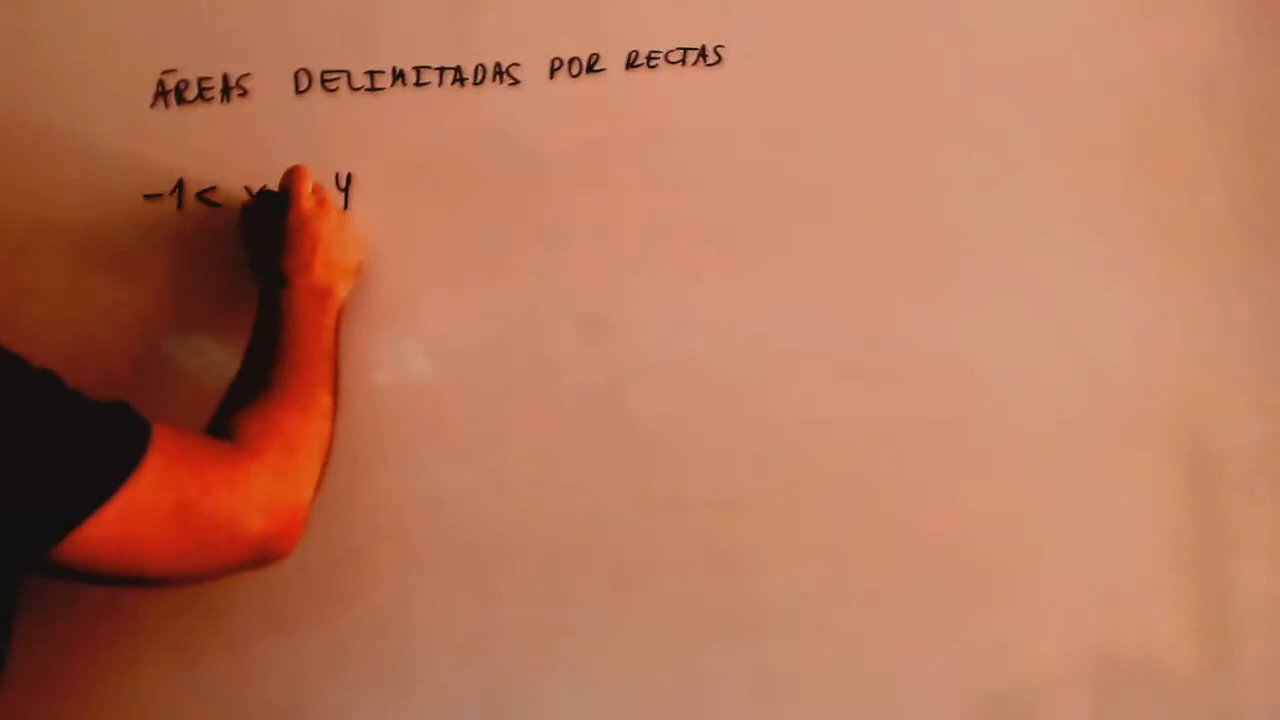 ÁREAS DELIMITADAS POR RECTAS
-1 < x y